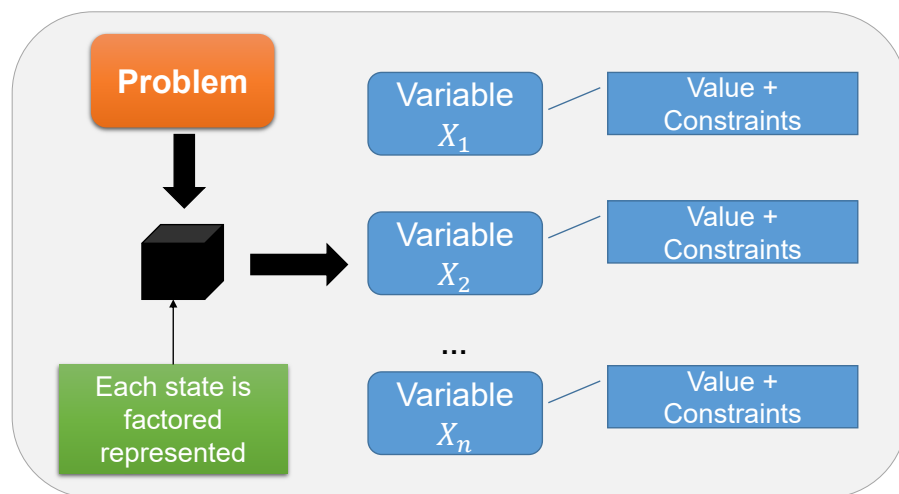 Problem
Variable
X₁
Value +
Constraints
Variable
X₂
Value +
Constraints
...
Each state is
factored
represented
Variable
Xₙ
Value +
Constraints